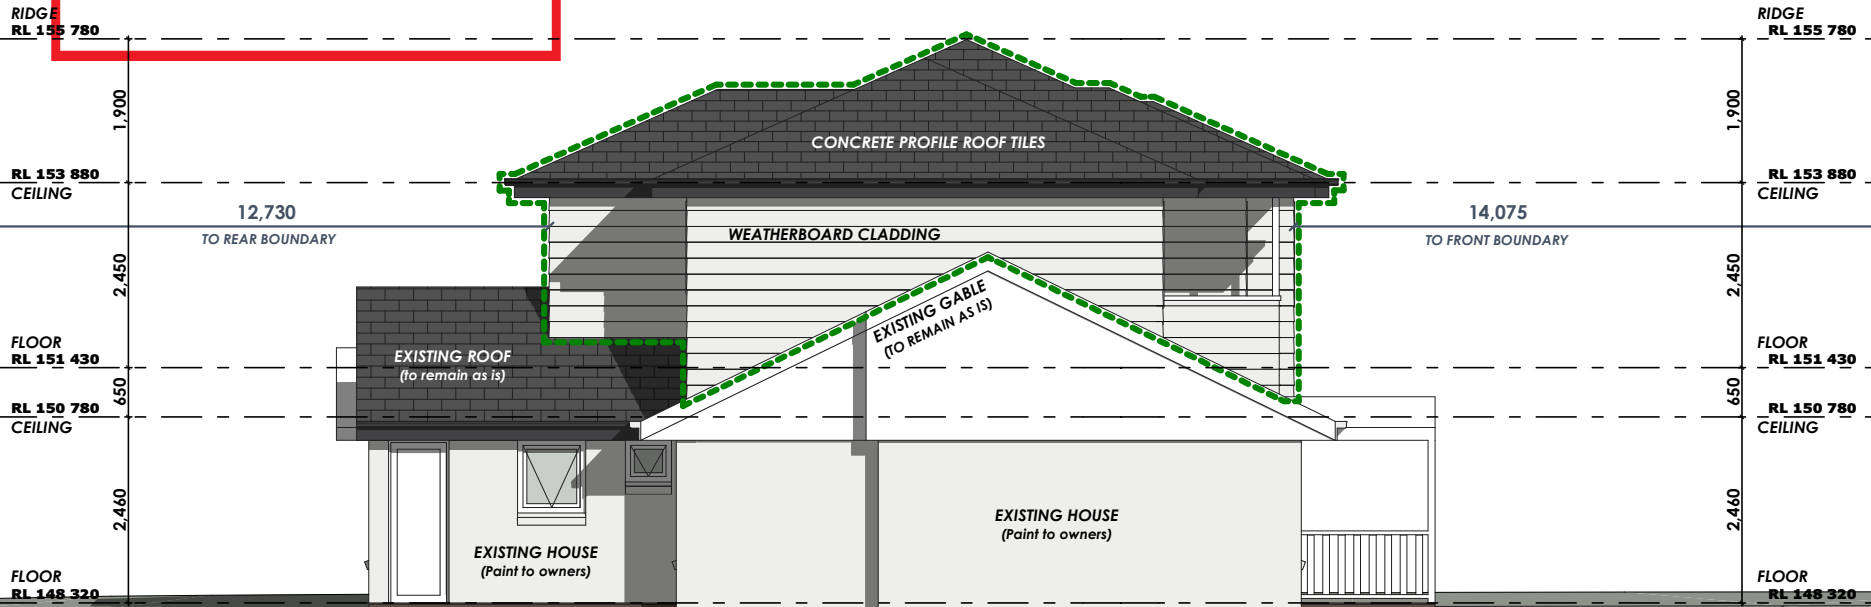 RIDGE
RL 155 780
1,900
RL 153 880
CEILING
12,730
TO REAR BOUNDARY
2,450
FLOOR
RL 151 430
650
RL 150 780
CEILING
2,460
FLOOR
RL 148 320
CONCRETE PROFILE ROOF TILES
WEATHERBOARD CLADDING
EXISTING GABLE
(TO REMAIN AS IS)
EXISTING ROOF
(to remain as is)
EXISTING HOUSE
(Paint to owners)
EXISTING HOUSE
(Paint to owners)
RIDGE
RL 155 780
1,900
RL 153 880
CEILING
14,075
TO FRONT BOUNDARY
2,450
FLOOR
RL 151 430
650
RL 150 780
CEILING
2,460
FLOOR
RL 148 320